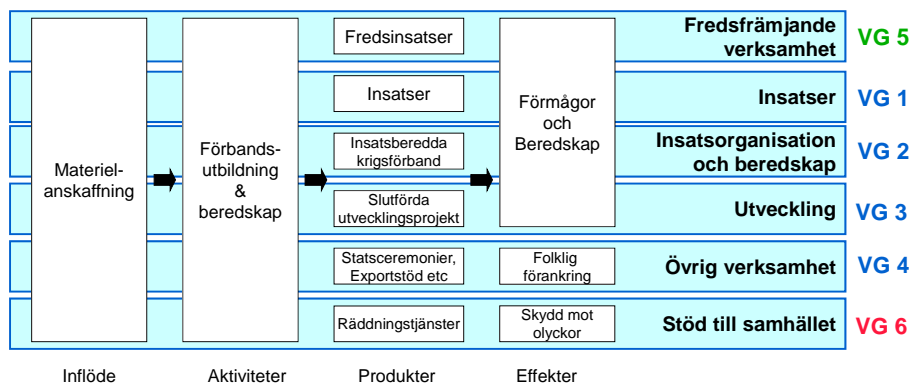 Fredsinsatser
Fredsfrämjande
verksamhet
VG 5
Insatser
Insatser
VG 1
Förmågor
och
Beredskap
Insatsberedda
krigsförband
Insatsorganisation
och beredskap
VG 2
Materiel-
anskaffning
Förbands-
utbildning
&
beredskap
Slutförda
utvecklingsprojekt
Utveckling
VG 3
Statsceremonier,
Exportstöd etc
Folklig
förankring
Övrig verksamhet
VG 4
Räddningstjänster
Skydd mot
olyckor
Stöd till samhället
VG 6
Inflöde
Aktiviteter
Produkter
Effekter